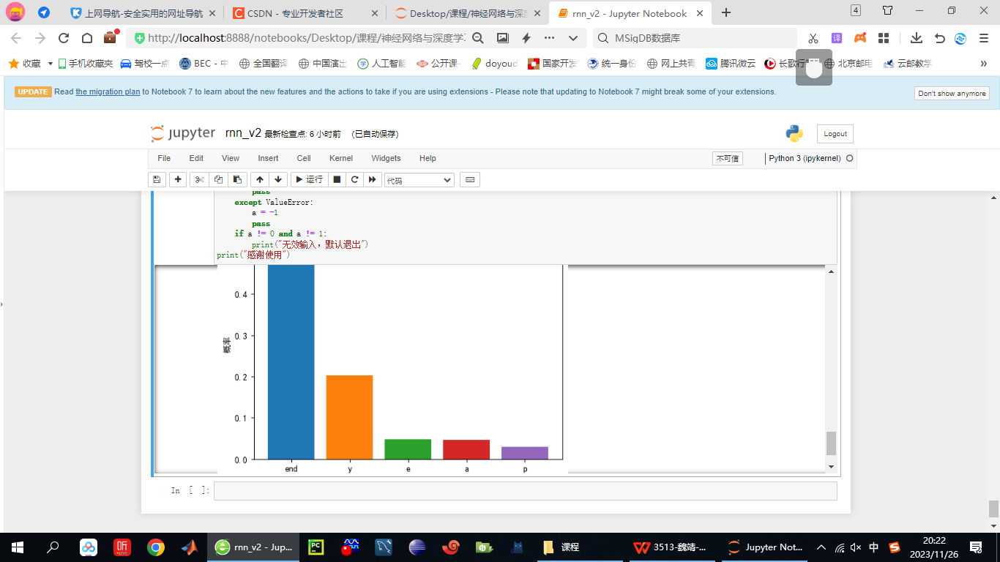 上网导航-安全实用的网址导航
CSDN - 专业开发者社区
Desktop/课程/神经网络与深度
rnn_v2 - Jupyter Notebook
4
http://localhost:8888/notebooks/Desktop/课程/神经网络与深度学习
MSigDB数据库
译
收藏
手机收藏夹
驾校一点
BEC - 中
全国翻译
中国演出
人工智能
公开课
doyoud
国家开发
统一身份
网上共青
腾讯微云
长歌行
北京邮电
云邮教学
»
UPDATE Read the migration plan to Notebook 7 to learn about the new features and the actions to take if you are using extensions - Please note that updating to Notebook 7 might break some of your extensions.
Don't show anymore
jupyter rnn_v2 最新检查点: 6 小时前 (已自动保存)
Logout
File Edit View Insert Cell Kernel Widgets Help
不可信
Python 3 (ipykernel)
运行
代码
pass
except ValueError:
a = -1
pass
if a != 0 and a != 1:
print("无效输入，默认退出")
print("感谢使用")
0.4
0.3
0.2
0.1
0.0
概率
end y e a p
In [ ]:
听
LIVE
rnn_v2 - Jup...
PC
课程
3513-魏靖-...
Jupyter Not...
中
20:22
2023/11/26